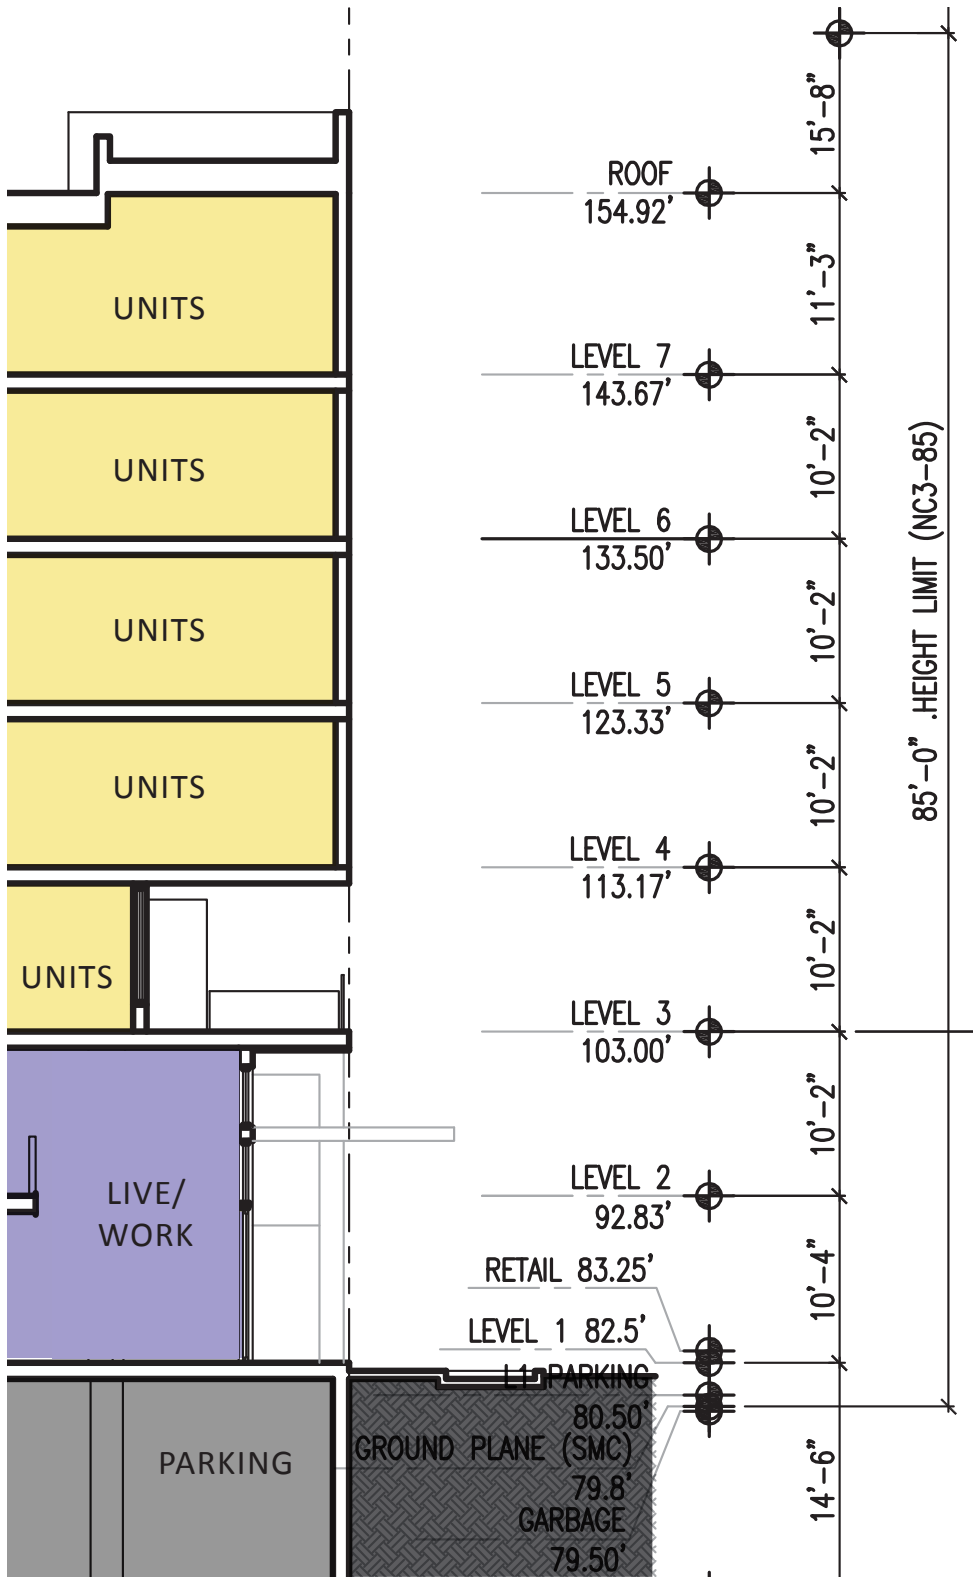 15'-8"
ROOF
154.92'
11'-3"
UNITS
LEVEL 7
143.67'
10'-2"
UNITS
LEVEL 6
133.50'
10'-2"
UNITS
85'-0" .HEIGHT LIMIT (NC3-85)
LEVEL 5
123.33'
10'-2"
UNITS
LEVEL 4
113.17'
10'-2"
UNITS
LEVEL 3
103.00'
10'-2"
LIVE/
WORK
LEVEL 2
92.83'
10'-4"
RETAIL 83.25'
LEVEL 1 82.5'
L1 PARKING
80.50'
PARKING
GROUND PLANE (SMC)
79.8'
14'-6"
GARBAGE
79.50'